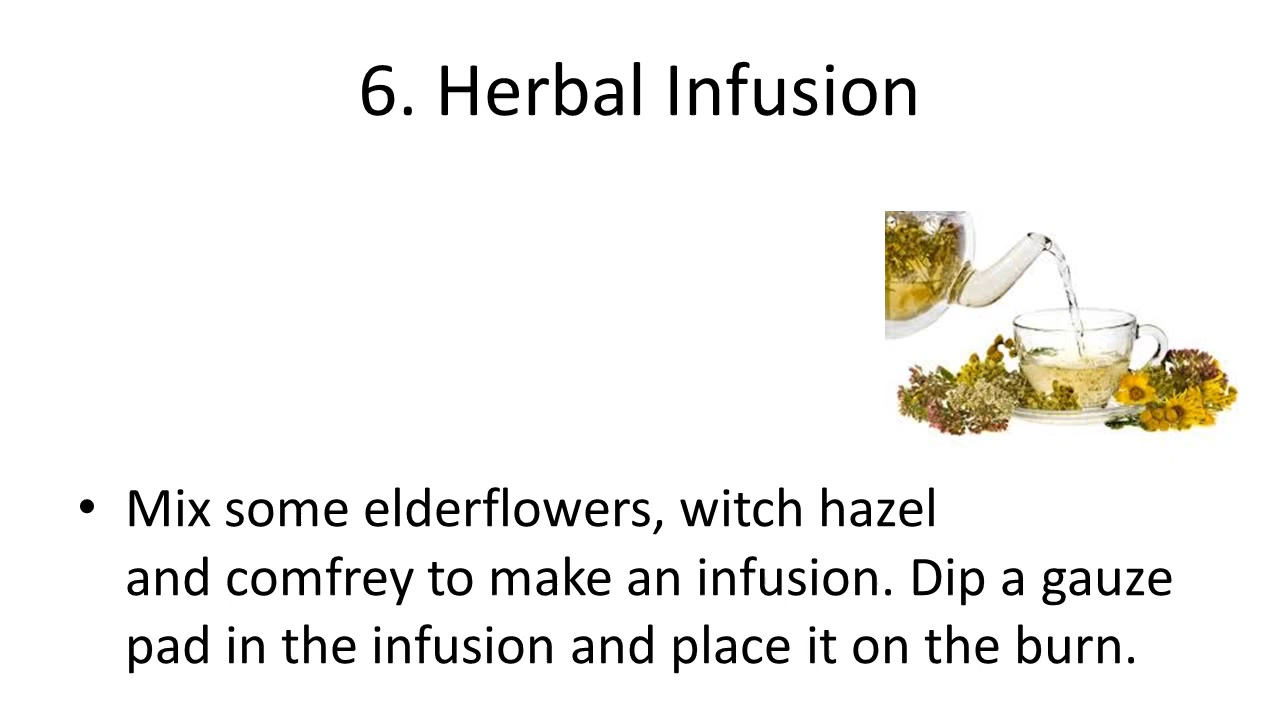 6. Herbal Infusion
• Mix some elderflowers, witch hazel
and comfrey to make an infusion. Dip a gauze
pad in the infusion and place it on the burn.